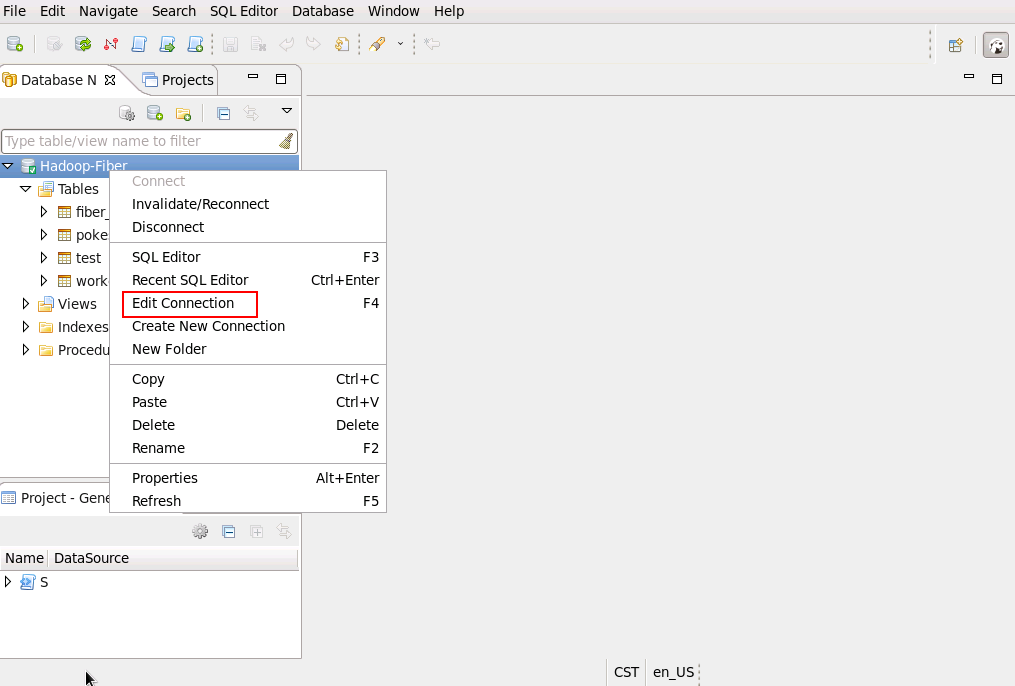 File Edit Navigate Search SQL Editor Database Window Help
Database N Projects
Type table/view name to filter
Hadoop-Fiber
Tables
fiber_
poke
test
work
Views
Indexes
Procedu
Connect
Invalidate/Reconnect
Disconnect
SQL Editor F3
Recent SQL Editor Ctrl+Enter
Edit Connection F4
Create New Connection
New Folder
Copy Ctrl+C
Paste Ctrl+V
Delete Delete
Rename F2
Properties Alt+Enter
Refresh F5
Project - Gene
Name DataSource
S
CST en_US